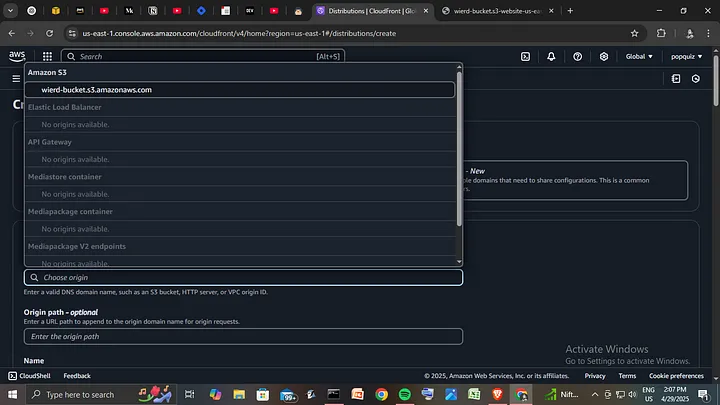 Distributions | CloudFront | Glo
wierd-bucket.s3-website-us-ea
us-east-1.console.aws.amazon.com/cloudfront/v4/home?region=us-east-1#/distributions/create
aws
Search
[Alt+S]
Global
popquiz
Amazon S3
wierd-bucket.s3.amazonaws.com
Elastic Load Balancer
No origins available.
API Gateway
No origins available.
Mediastore container
No origins available.
Mediapackage container
No origins available.
Mediapackage V2 endpoints
No origins available.
- New
ple domains that need to share configurations. This is a common
rs.
Choose origin
Enter a valid DNS domain name, such as an S3 bucket, HTTP server, or VPC origin ID.
Origin path - optional
Enter a URL path to append to the origin domain name for origin requests.
Enter the origin path
Name
Activate Windows
Go to Settings to activate Windows.
CloudShell
Feedback
© 2025, Amazon Web Services, Inc. or its affiliates.
Privacy
Terms
Cookie preferences
Type here to search
99+
Nift...
ENG
US
2:07 PM
4/29/2025